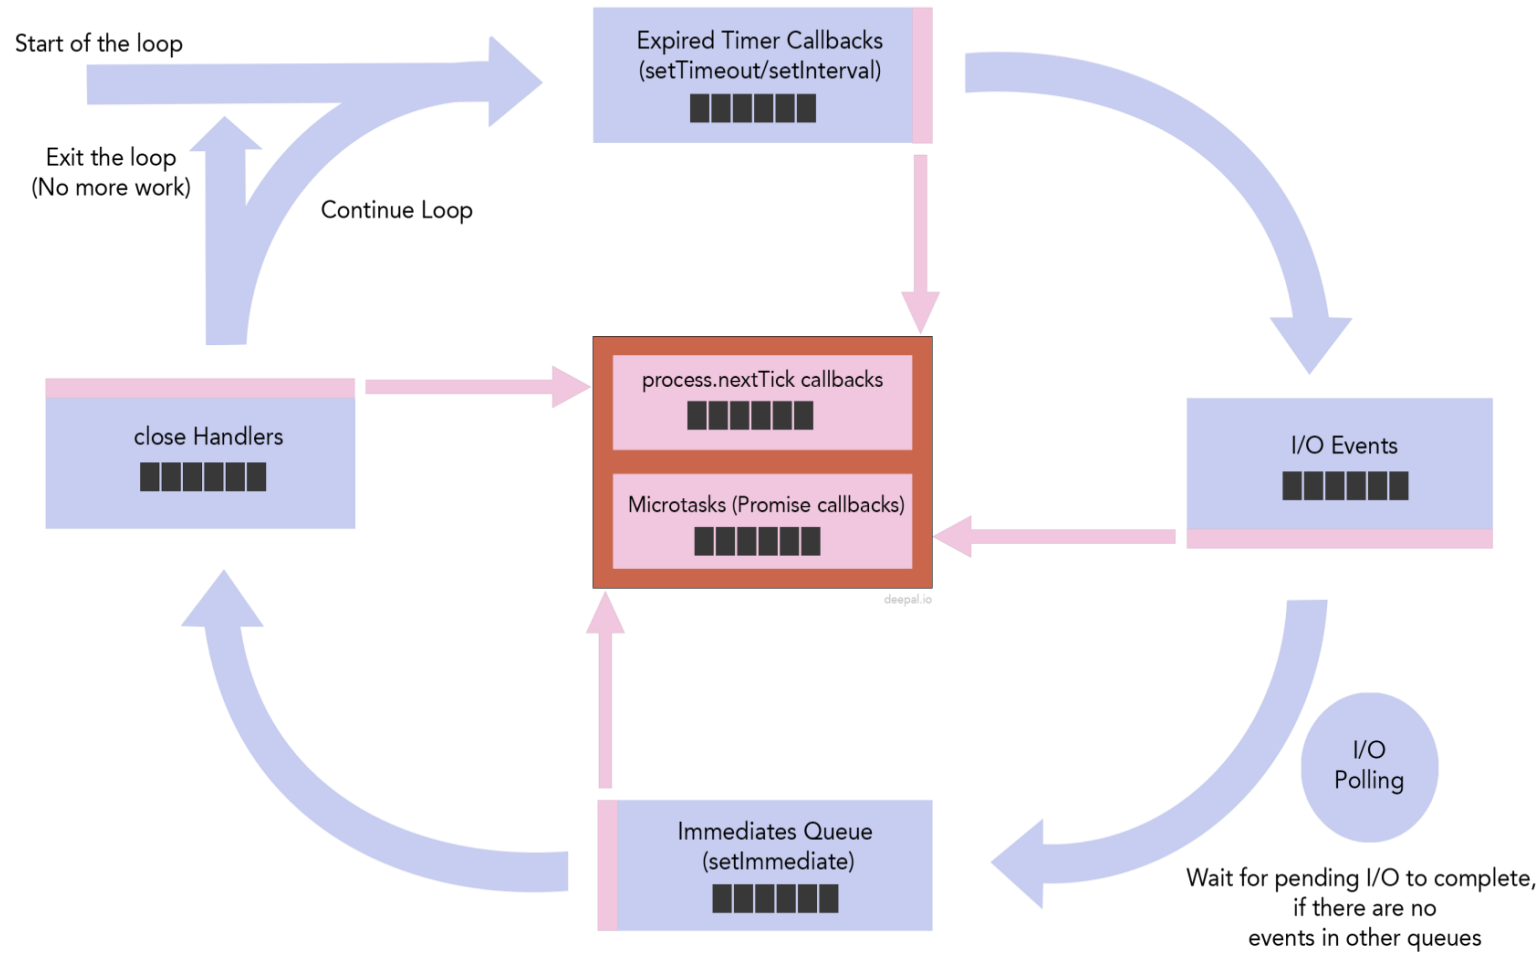 Start of the loop
Exit the loop
(No more work)
Continue Loop
Expired Timer Callbacks
(setTimeout/setInterval)
process.nextTick callbacks
Microtasks (Promise callbacks)
deepal.io
close Handlers
I/O Events
I/O
Polling
Wait for pending I/O to complete,
if there are no
events in other queues
Immediates Queue
(setImmediate)